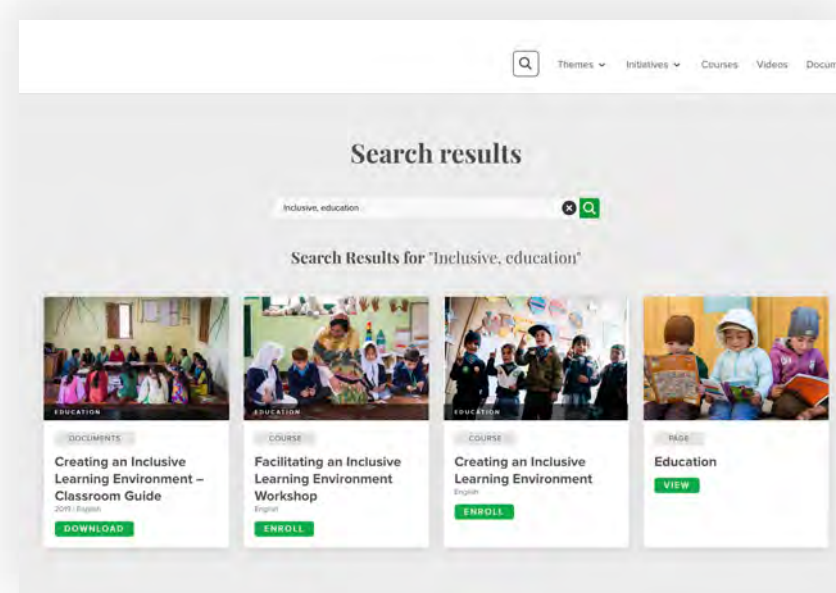 Themes Initiatives Courses Videos Docum
Search results
Inclusive, education
Search Results for "Inclusive, education"
EDUCATION
DOCUMENTS
Creating an Inclusive
Learning Environment –
Classroom Guide
2019 | English
DOWNLOAD
EDUCATION
COURSE
Facilitating an Inclusive
Learning Environment
Workshop
English
ENROLL
EDUCATION
COURSE
Creating an Inclusive
Learning Environment
English
ENROLL
PAGE
Education
VIEW